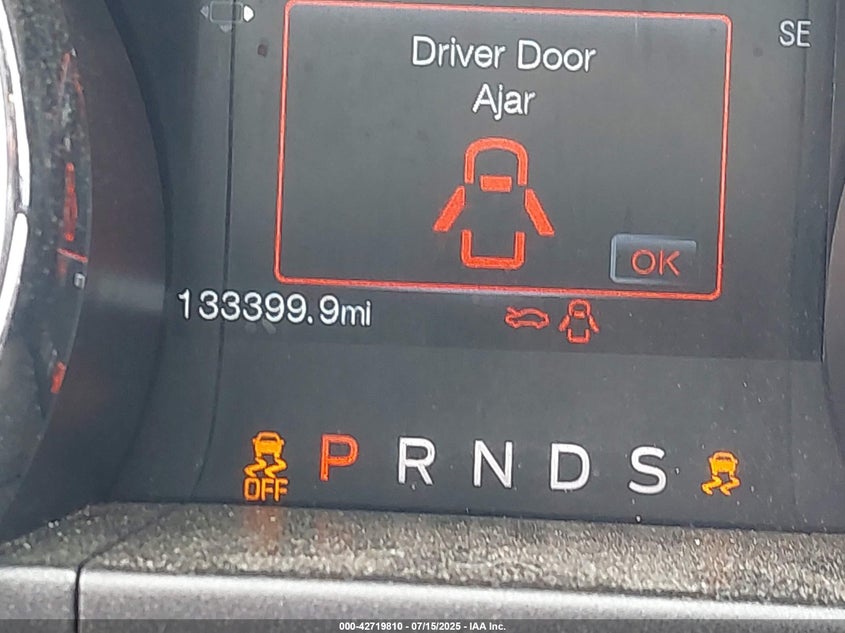 SE
Driver Door
Ajar
OK
133399.9mi
OFF P R N D S
000-42719810 - 07/15/2025 - IAA Inc.